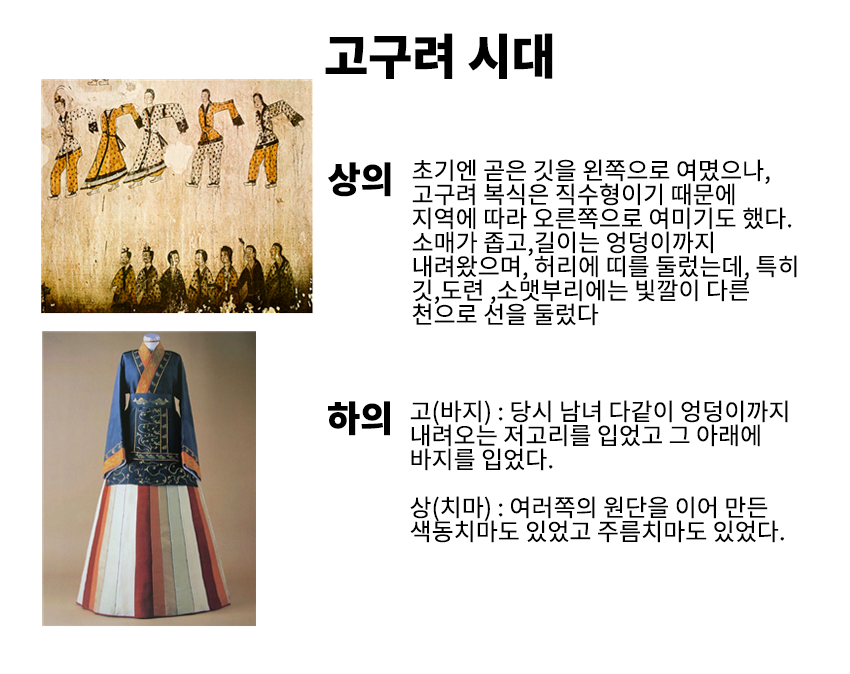 고구려 시대
상의
초기엔 곧은 깃을 왼쪽으로 여몄으나,
고구려 복식은 직수형이기 때문에
지역에 따라 오른쪽으로 여미기도 했다.
소매가 좁고,길이는 엉덩이까지
내려왔으며, 허리에 띠를 둘렀는데, 특히
깃,도련 ,소맷부리에는 빛깔이 다른
천으로 선을 둘렀다
하의
고(바지) : 당시 남녀 다같이 엉덩이까지
내려오는 저고리를 입었고 그 아래에
바지를 입었다.
상(치마) : 여러쪽의 원단을 이어 만든
색동치마도 있었고 주름치마도 있었다.